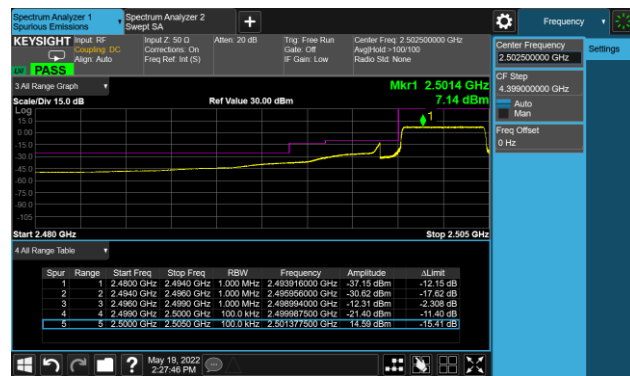 Spectrum Analyzer 1
Spurious Emissions
Spectrum Analyzer 2
Swept SA
Frequency
KEYSIGHT
Input: RF
Coupling: DC
Align: Auto
Input Z: 50 Ω
Corrections: On
Freq Ref: Int (S)
Atten: 20 dB
Trig: Free Run
Gate: Off
IF Gain: Low
Center Freq: 2.502500000 GHz
Avg|Hold:>100/100
Radio Std: None
PASS
Center Frequency
2.502500000 GHz
Settings
CF Step
4.399000000 GHz
Auto
Man
Freq Offset
0 Hz
3 All Range Graph
Scale/Div 15.0 dB
Ref Value 30.00 dBm
Mkr1 2.5014 GHz
7.14 dBm
Log
15.0
0.00
-15.0
-30.0
-45.0
-60.0
-75.0
-90.0
-105
1
Start 2.480 GHz
Stop 2.505 GHz
4 All Range Table
Spur Range Start Freq Stop Freq RBW Frequency Amplitude ΔLimit
1 1 2.4800 GHz 2.4940 GHz 1.000 MHz 2.493916000 GHz -37.15 dBm -12.15 dB
2 2 2.4940 GHz 2.4960 GHz 1.000 MHz 2.495956000 GHz -30.62 dBm -17.62 dB
3 3 2.4960 GHz 2.4990 GHz 1.000 MHz 2.498994000 GHz -12.31 dBm -2.308 dB
4 4 2.4990 GHz 2.5000 GHz 100.0 kHz 2.499987500 GHz -21.40 dBm -11.40 dB
5 5 2.5000 GHz 2.5050 GHz 100.0 kHz 2.501377500 GHz 14.59 dBm -15.41 dB
May 19, 2022
2:27:46 PM